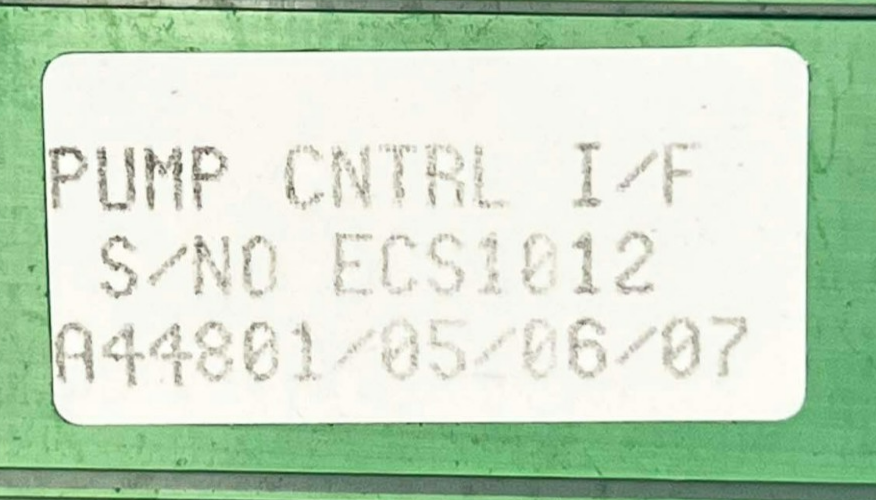 PUMP CNTRL I/F
S/NO ECS1012
A44801/05/06/07